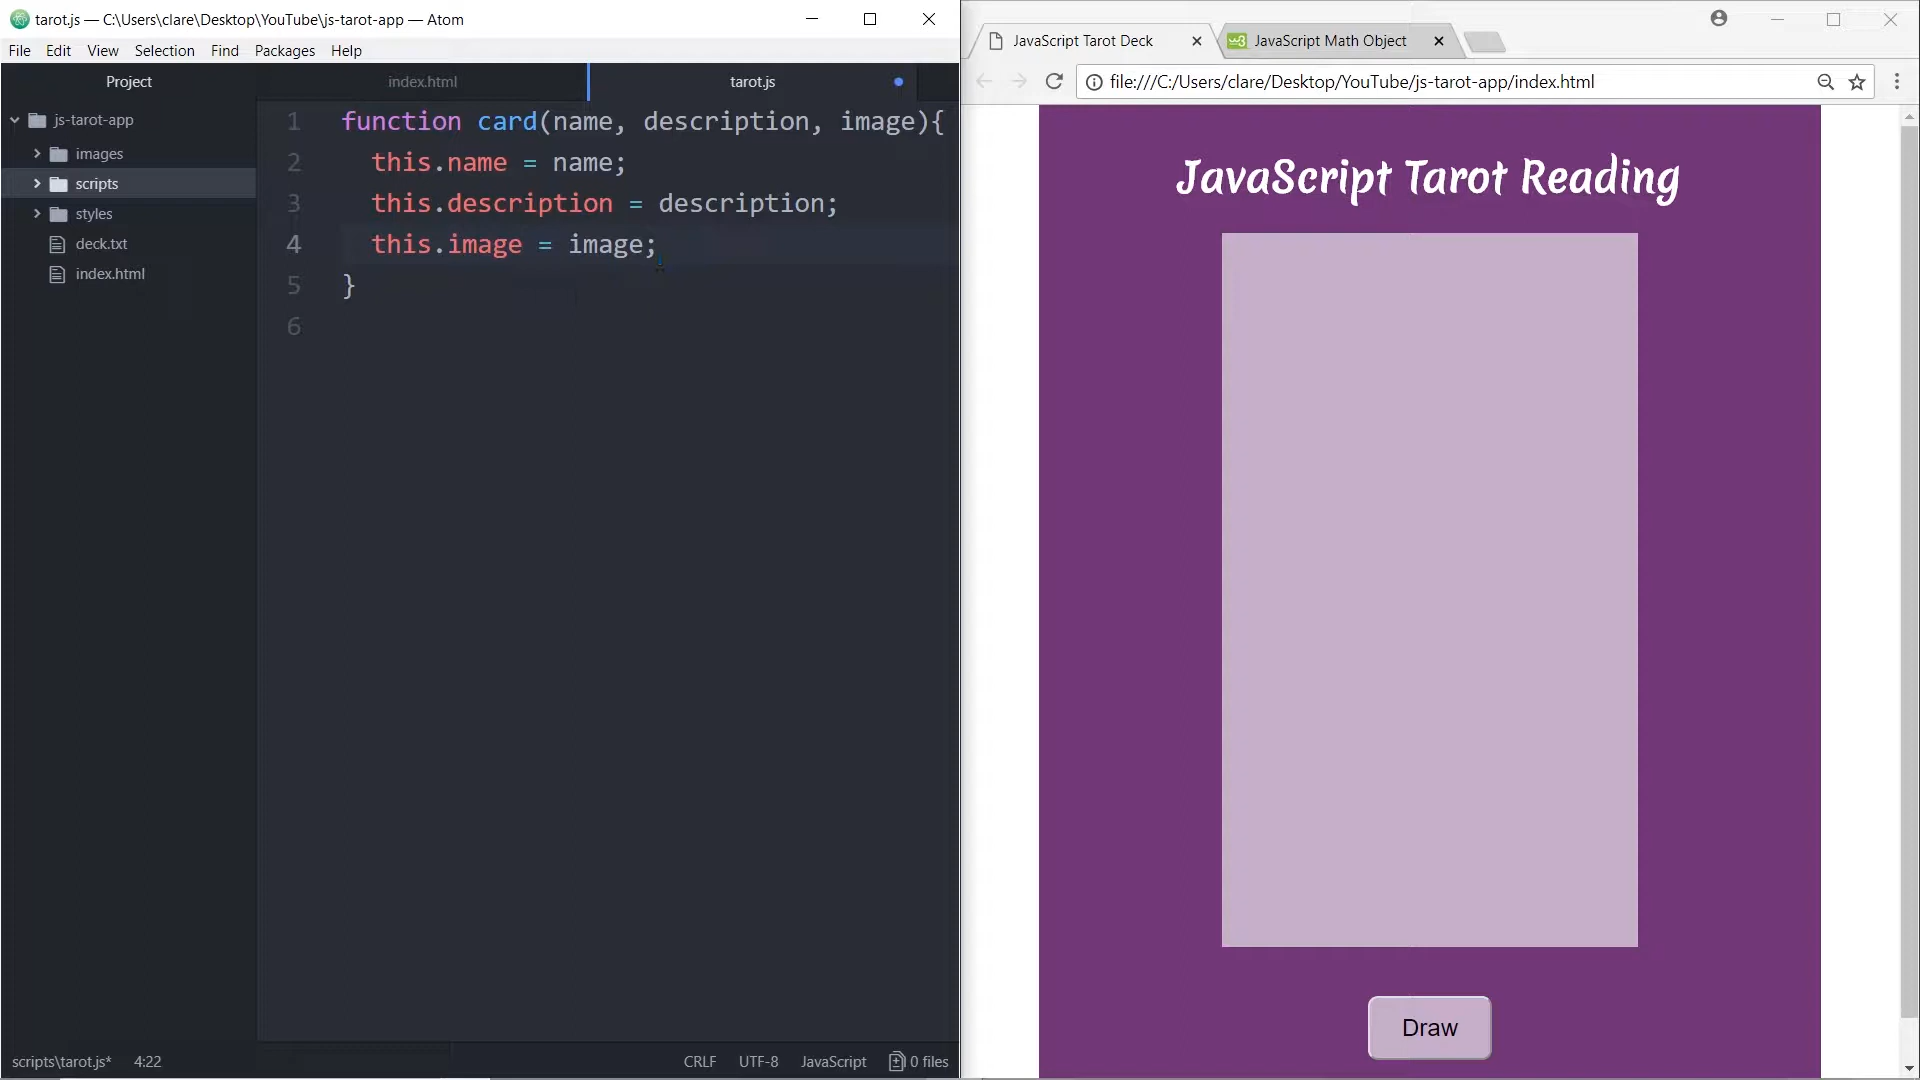 tarot.js — C:\Users\clare\Desktop\YouTube\js-tarot-app — Atom
File Edit View Selection Find Packages Help
Project
js-tarot-app
images
scripts
styles
deck.txt
index.html
index.html tarot.js
1 function card(name, description, image){
2 this.name = name;
3 this.description = description;
4 this.image = image;
5 }
6
scripts\tarot.js* 4:22 CRLF UTF-8 JavaScript 0 files
JavaScript Tarot Deck JavaScript Math Object
file:///C:/Users/clare/Desktop/YouTube/js-tarot-app/index.html
JavaScript Tarot Reading
Draw